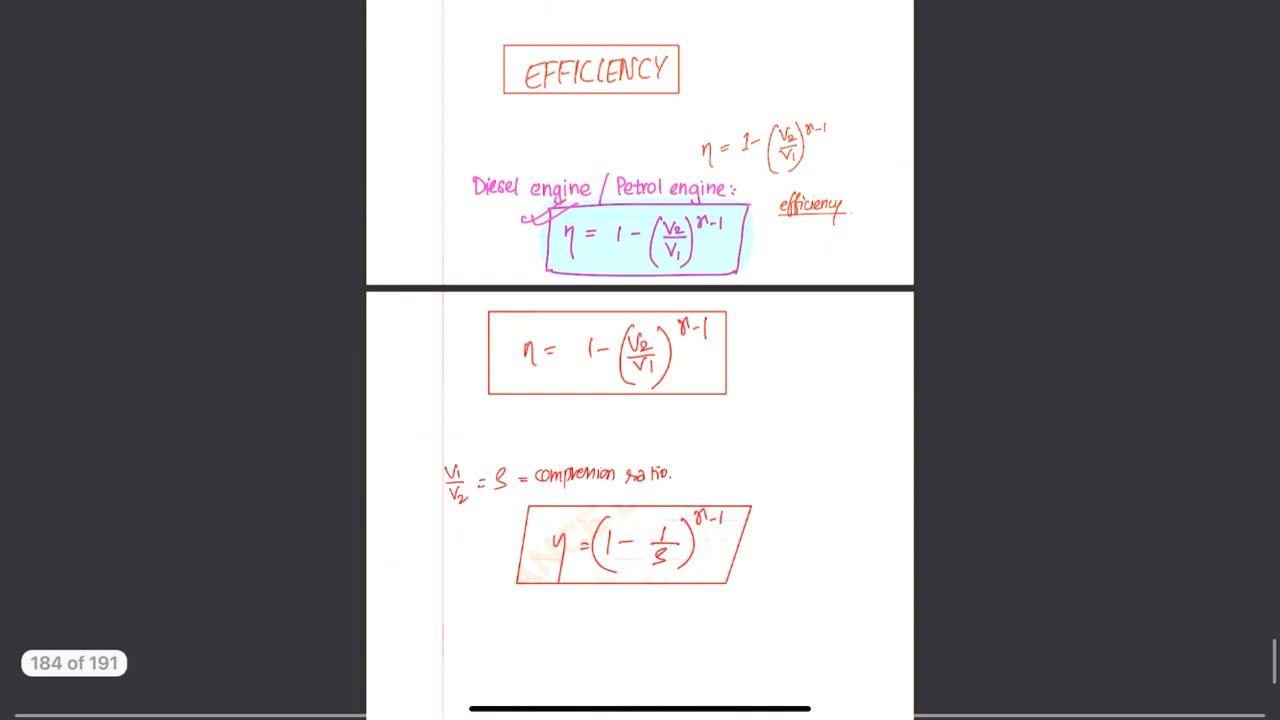 EFFICIENCY
η = 1 - (V2/V1)^γ-1
Diesel engine / Petrol engine:-
efficiency
η = 1 - (V2/V1)^γ-1
η = 1 - (V2/V1)^γ-1
V1/V2 = S = compression ratio.
η = (1 - 1/S)^γ-1
184 of 191